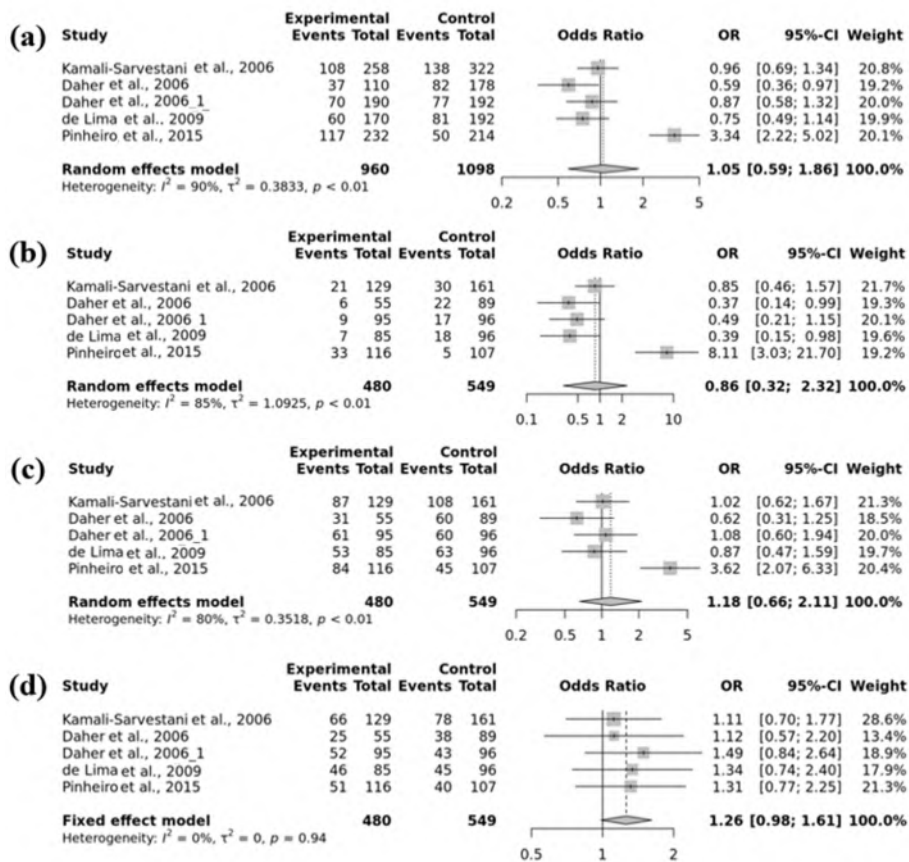 (a)
Experimental Control
Study Events Total Events Total Odds Ratio OR 95%-CI Weight
Kamali-Sarvestani et al., 2006 108 258 138 322 0.96 [0.69; 1.34] 20.8%
Daher et al., 2006 37 110 82 178 0.59 [0.36; 0.97] 19.2%
Daher et al., 2006_1_ 70 190 77 192 0.87 [0.58; 1.32] 20.0%
de Lima et al., 2009 60 170 81 192 0.75 [0.49; 1.14] 19.9%
Pinheiro et al., 2015 117 232 50 214 3.34 [2.22; 5.02] 20.1%
Random effects model 960 1098 1.05 [0.59; 1.86] 100.0%
Heterogeneity: I² = 90%, τ² = 0.3833, p < 0.01
0.2 0.5 1 2 5
(b)
Experimental Control
Study Events Total Events Total Odds Ratio OR 95%-CI Weight
Kamali-Sarvestani et al., 2006 21 129 30 161 0.85 [0.46; 1.57] 21.7%
Daher et al., 2006 6 55 22 89 0.37 [0.14; 0.99] 19.3%
Daher et al., 2006_1 9 95 17 96 0.49 [0.21; 1.15] 20.1%
de Lima et al., 2009 7 85 18 96 0.39 [0.15; 0.98] 19.6%
Pinheiro et al., 2015 33 116 5 107 8.11 [3.03; 21.70] 19.2%
Random effects model 480 549 0.86 [0.32; 2.32] 100.0%
Heterogeneity: I² = 85%, τ² = 1.0925, p < 0.01
0.1 0.5 1 2 10
(c)
Experimental Control
Study Events Total Events Total Odds Ratio OR 95%-CI Weight
Kamali-Sarvestani et al., 2006 87 129 108 161 1.02 [0.62; 1.67] 21.3%
Daher et al., 2006 31 55 60 89 0.62 [0.31; 1.25] 18.5%
Daher et al., 2006_1 61 95 60 96 1.08 [0.60; 1.94] 20.0%
de Lima et al., 2009 53 85 63 96 0.87 [0.47; 1.59] 19.7%
Pinheiro et al., 2015 84 116 45 107 3.62 [2.07; 6.33] 20.4%
Random effects model 480 549 1.18 [0.66; 2.11] 100.0%
Heterogeneity: I² = 80%, τ² = 0.3518, p < 0.01
0.2 0.5 1 2 5
(d)
Experimental Control
Study Events Total Events Total Odds Ratio OR 95%-CI Weight
Kamali-Sarvestani et al., 2006 66 129 78 161 1.11 [0.70; 1.77] 28.6%
Daher et al., 2006 25 55 38 89 1.12 [0.57; 2.20] 13.4%
Daher et al., 2006_1 52 95 43 96 1.49 [0.84; 2.64] 18.9%
de Lima et al., 2009 46 85 45 96 1.34 [0.74; 2.40] 17.9%
Pinheiro et al., 2015 51 116 40 107 1.31 [0.77; 2.25] 21.3%
Fixed effect model 480 549 1.26 [0.98; 1.61] 100.0%
Heterogeneity: I² = 0%, τ² = 0, p = 0.94
0.5 1 2